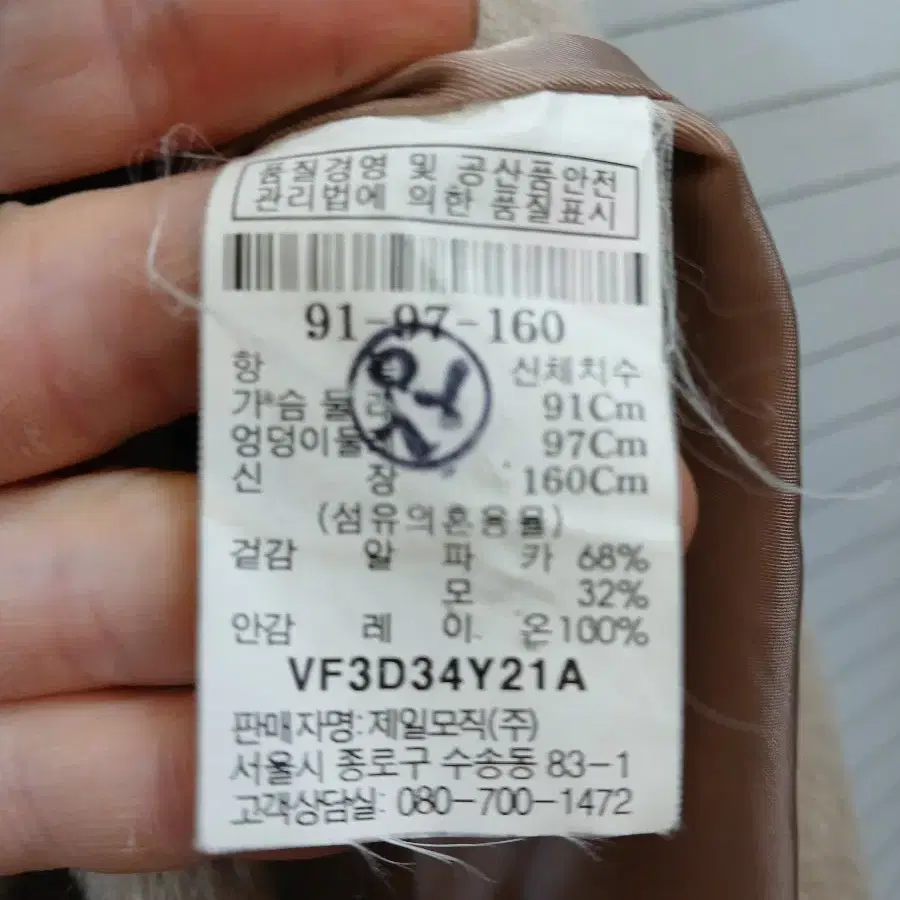 품질경영 및 공산품안전
관리법에 의한 품질표시
91-97-160
항 목 신체치수
가슴둘레 91Cm
엉덩이둘레 97Cm
신 장 160Cm
(섬유의혼용율)
겉감 알 파 카 68%
모 32%
안감 레 이 온 100%
VF3D34Y21A
판매자명: 제일모직(주)
서울시 종로구 수송동 83-1
고객상담실: 080-700-1472